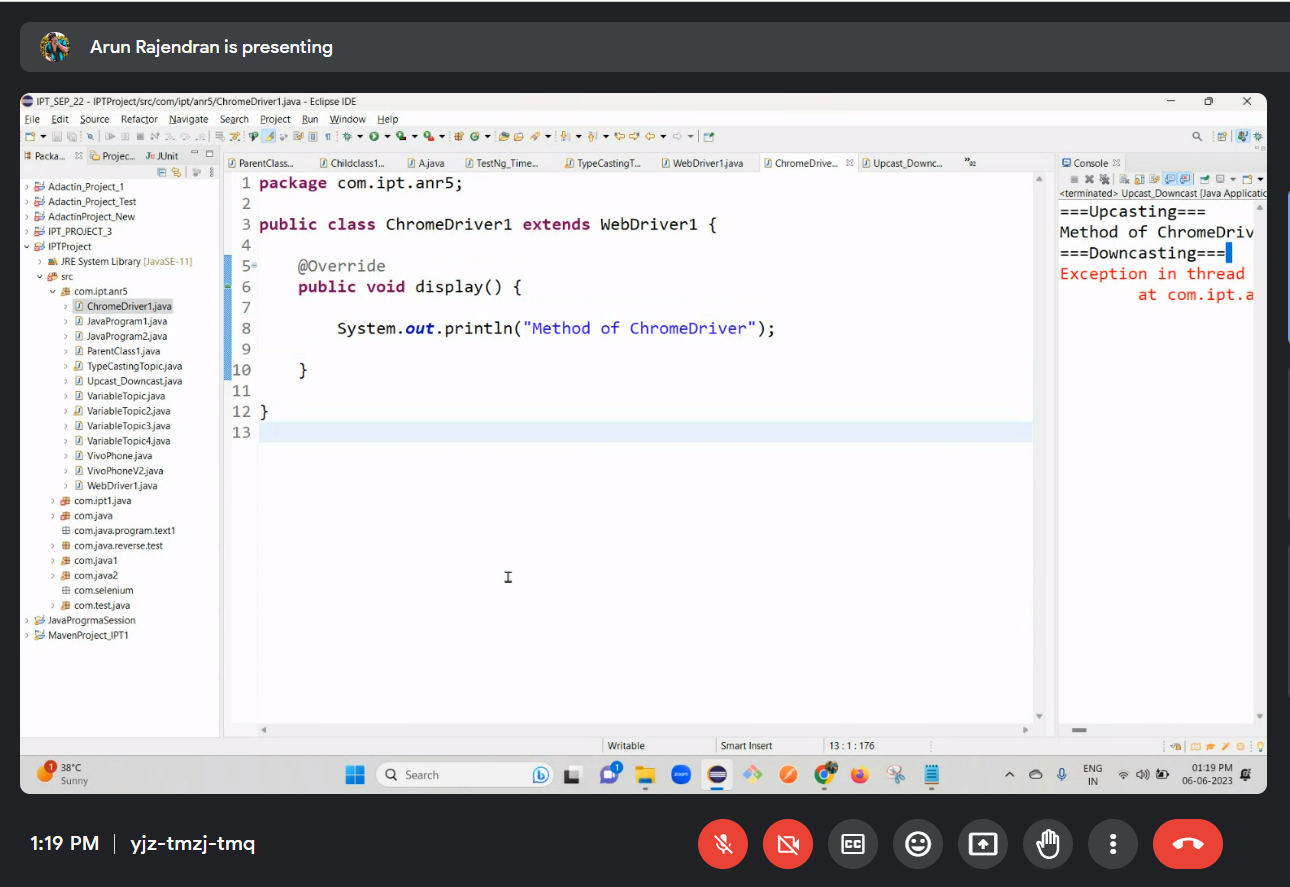 Arun Rajendran is presenting
IPT_SEP_22 - IPTProject/src/com/ipt/anr5/ChromeDriver1.java - Eclipse IDE
File Edit Source Refactor Navigate Search Project Run Window Help
Packa... Projec... JUnit
Adactin_Project_1
Adactin_Project_Test
AdactinProject_New
IPT_PROJECT_3
IPTProject
JRE System Library [JavaSE-11]
src
com.ipt.anr5
ChromeDriver1.java
JavaProgram1.java
JavaProgram2.java
ParentClass1.java
TypeCastingTopic.java
Upcast_Downcast.java
VariableTopic.java
VariableTopic2.java
VariableTopic3.java
VariableTopic4.java
VivoPhone.java
VivoPhoneV2.java
WebDriver1.java
com.ipt1.java
com.java
com.java.program.text1
com.java.reverse.test
com.java1
com.java2
com.selenium
com.test.java
JavaProgrmaSession
MavenProject_IPT1
ParentClass... Childclass1... A.java TestNg_Time... TypeCastingT... WebDriver1.java ChromeDrive... Upcast_Downc... »92
1 package com.ipt.anr5;
2
3 public class ChromeDriver1 extends WebDriver1 {
4
5 @Override
6 public void display() {
7
8 System.out.println("Method of ChromeDriver");
9
10 }
11
12 }
13
Console
<terminated> Upcast_Downcast [Java Applicatic
===Upcasting===
Method of ChromeDriv
===Downcasting===
Exception in thread
at com.ipt.a
Writable Smart Insert 13 : 1 : 176
1
38°C
Sunny
Search
1
zoom
ENG
IN
01:19 PM
06-06-2023
1:19 PM | yjz-tmzj-tmq
CC